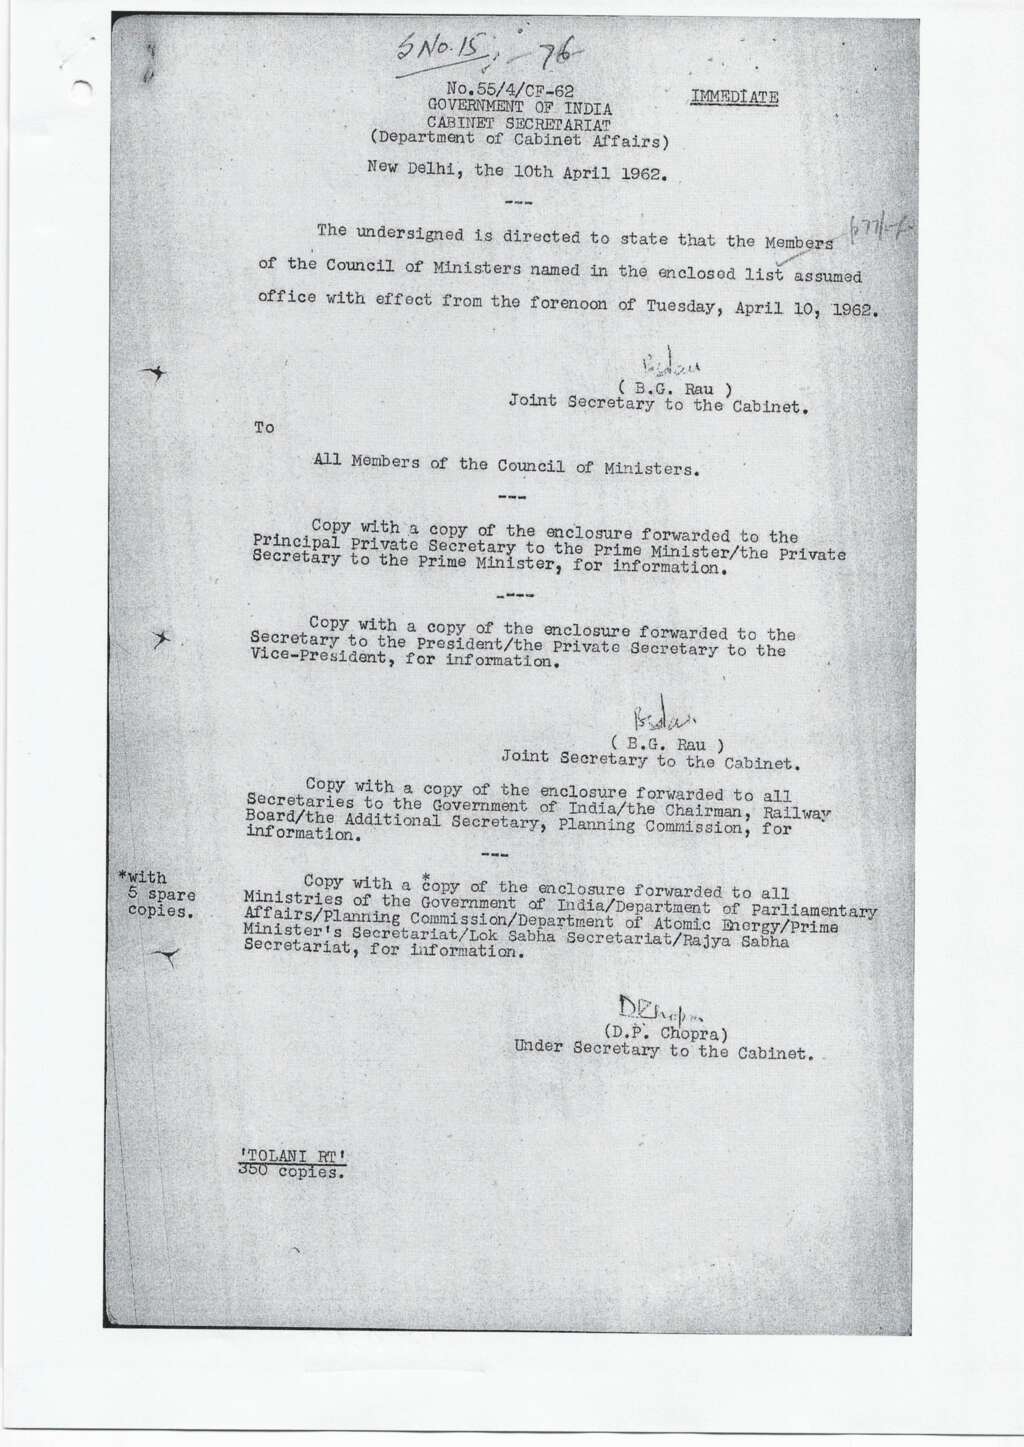 S No. 15 76
No.55/4/CF-62
IMMEDIATE
GOVERNMENT OF INDIA
CABINET SECRETARIAT
(Department of Cabinet Affairs)
New Delhi, the 10th April 1962.
---
The undersigned is directed to state that the Members
of the Council of Ministers named in the enclosed list assumed
office with effect from the forenoon of Tuesday, April 10, 1962.
( B.G. Rau )
Joint Secretary to the Cabinet.
To
All Members of the Council of Ministers.
---
Copy with a copy of the enclosure forwarded to the
Principal Private Secretary to the Prime Minister/the Private
Secretary to the Prime Minister, for information.
----
Copy with a copy of the enclosure forwarded to the
Secretary to the President/the Private Secretary to the
Vice-President, for information.
( B.G. Rau )
Joint Secretary to the Cabinet.
Copy with a copy of the enclosure forwarded to all
Secretaries to the Government of India/the Chairman, Railway
Board/the Additional Secretary, Planning Commission, for
information.
---
*with
5 spare
copies.
Copy with a *copy of the enclosure forwarded to all
Ministries of the Government of India/Department of Parliamentary
Affairs/Planning Commission/Department of Atomic Energy/Prime
Minister's Secretariat/Lok Sabha Secretariat/Rajya Sabha
Secretariat, for information.
DPChopra
(D.P. Chopra)
Under Secretary to the Cabinet.
'TOLANI RT'
350 copies.